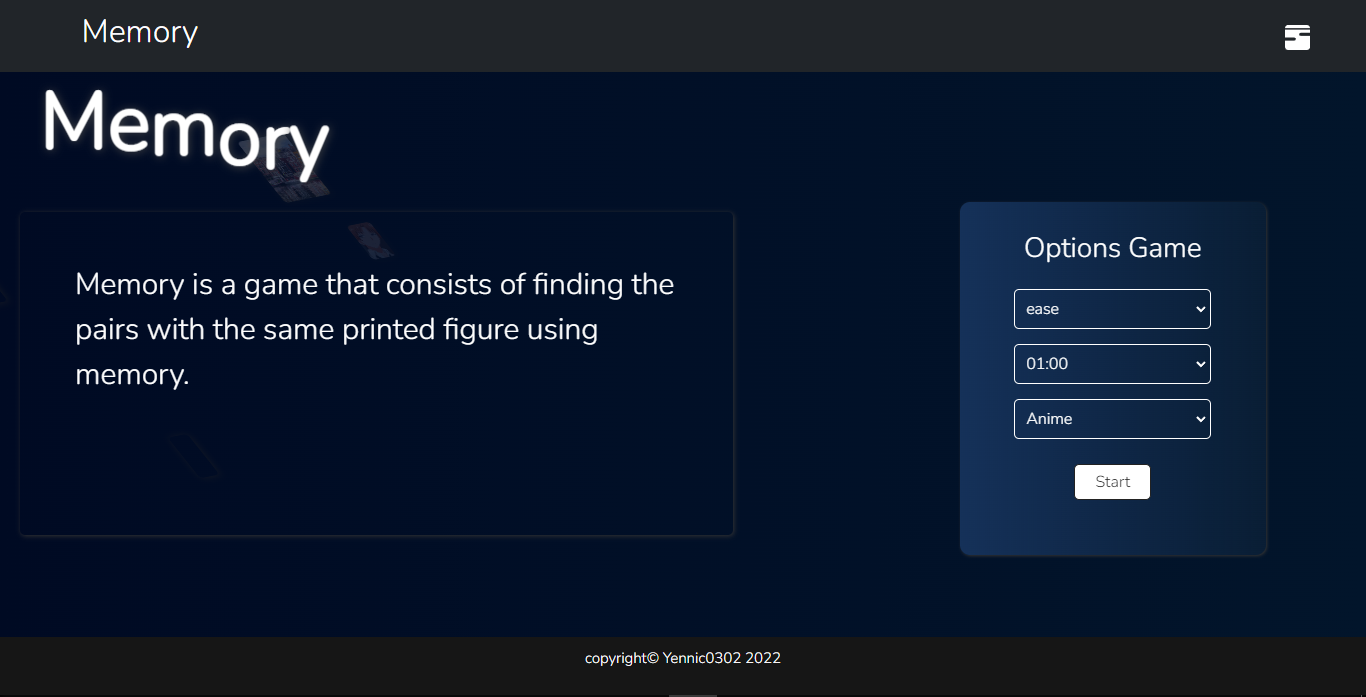 Memory
Memory
Memory is a game that consists of finding the
pairs with the same printed figure using
memory.
Options Game
ease
01:00
Anime
Start
copyright© Yennic0302 2022